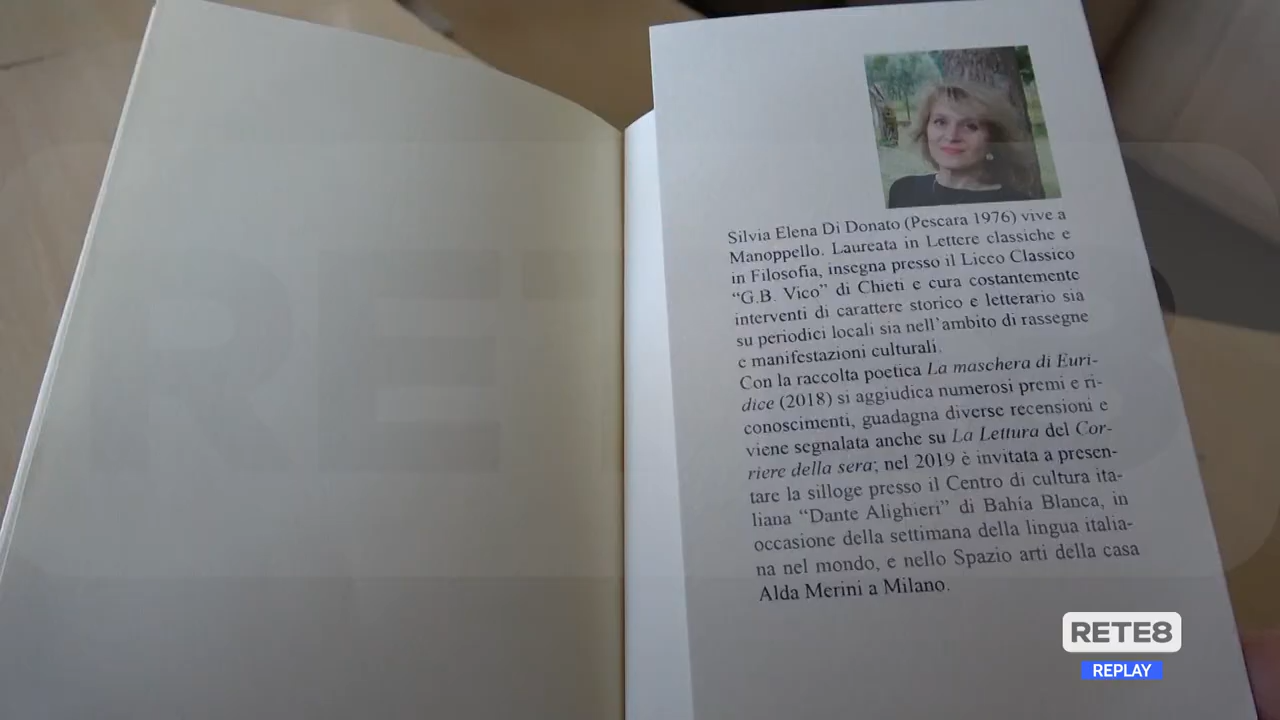 Silvia Elena Di Donato (Pescara 1976) vive a
Manoppello. Laureata in Lettere classiche e
in Filosofia, insegna presso il Liceo Classico
“G.B. Vico” di Chieti e cura costantemente
interventi di carattere storico e letterario sia
su periodici locali sia nell’ambito di rassegne
e manifestazioni culturali.
Con la raccolta poetica La maschera di Euri-
dice (2018) si aggiudica numerosi premi e ri-
conoscimenti, guadagna diverse recensioni e
viene segnalata anche su La Lettura del Cor-
riere della sera; nel 2019 è invitata a presen-
tare la silloge presso il Centro di cultura ita-
liana “Dante Alighieri” di Bahía Blanca, in
occasione della settimana della lingua italia-
na nel mondo, e nello Spazio arti della casa
Alda Merini a Milano.
RETE8
RETE8
REPLAY